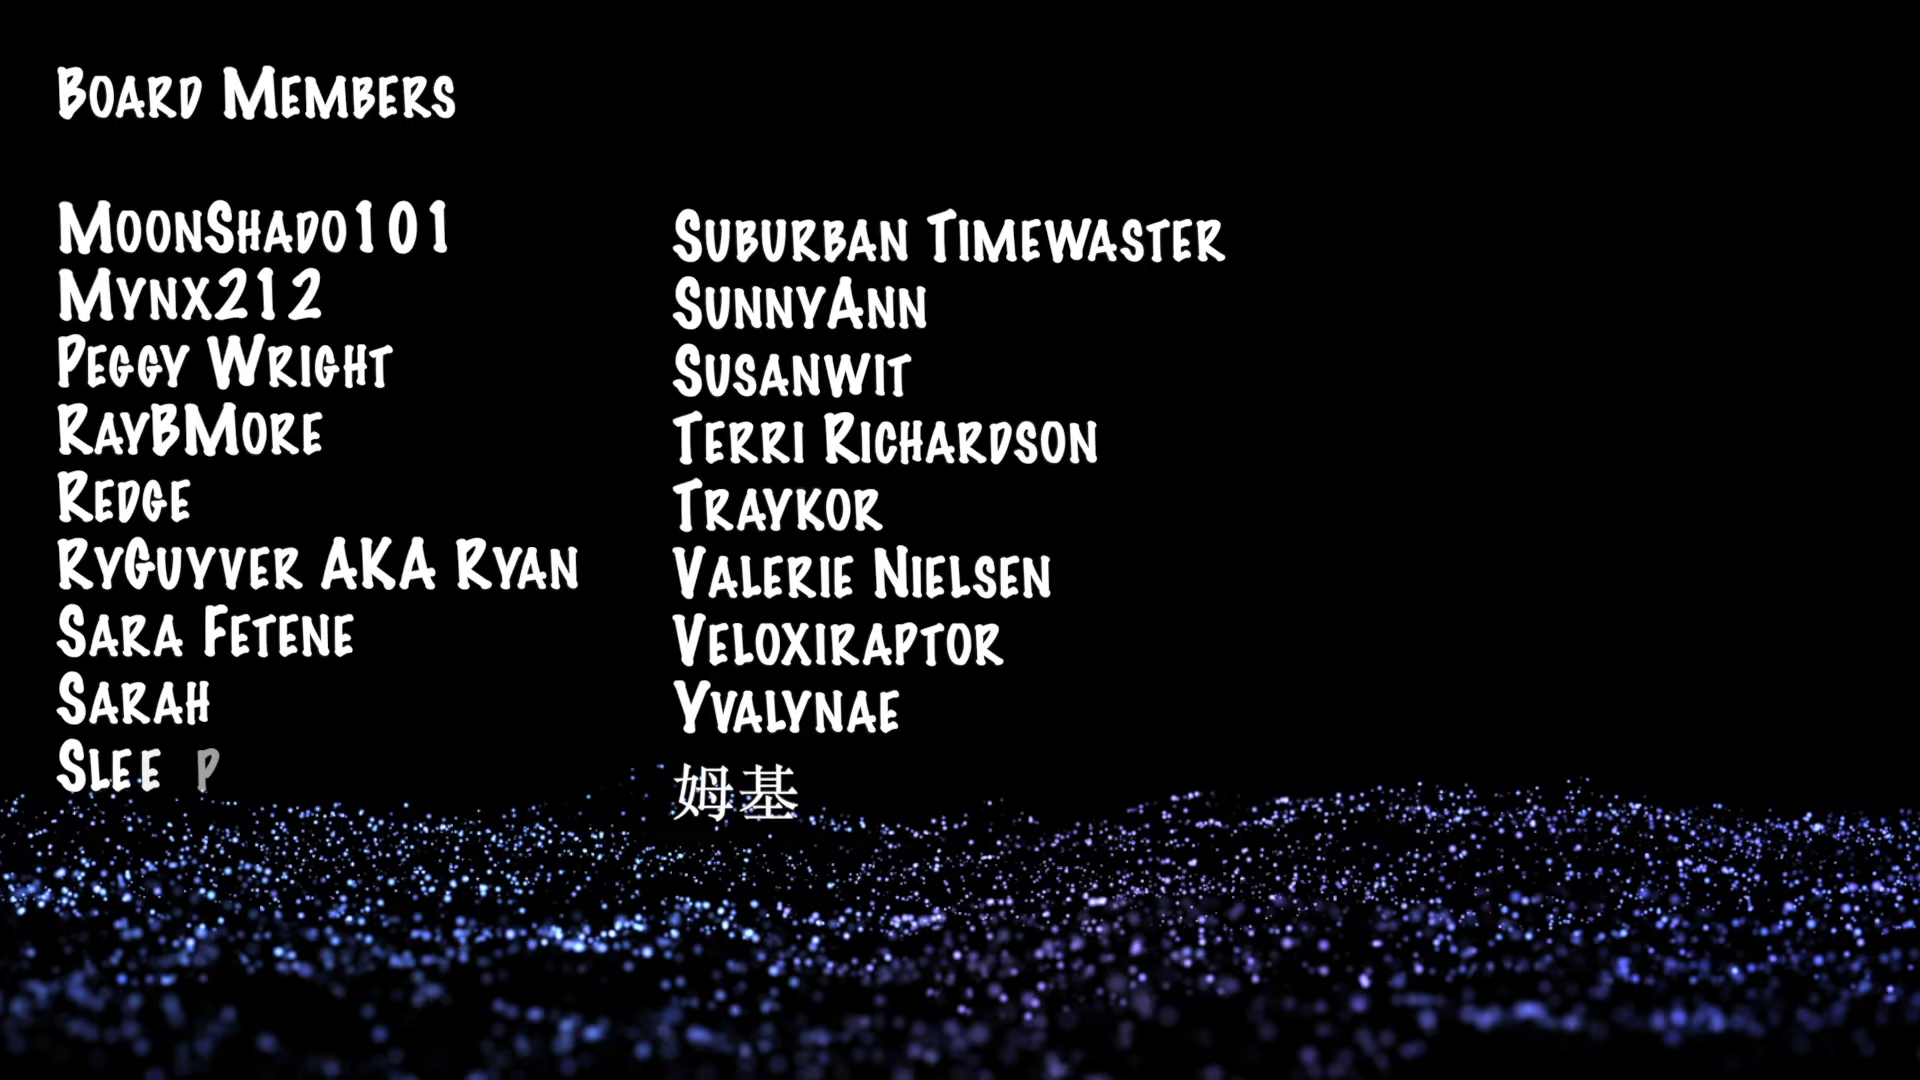 Board Members
MoonShado101
Mynx212
Peggy Wright
RayBMore
Redge
RyGuyver AKA Ryan
Sara Fetene
Sarah
Slee p
Suburban Timewaster
SunnyAnn
Susanwit
Terri Richardson
Traykor
Valerie Nielsen
Veloxiraptor
Yvalynae
姆基